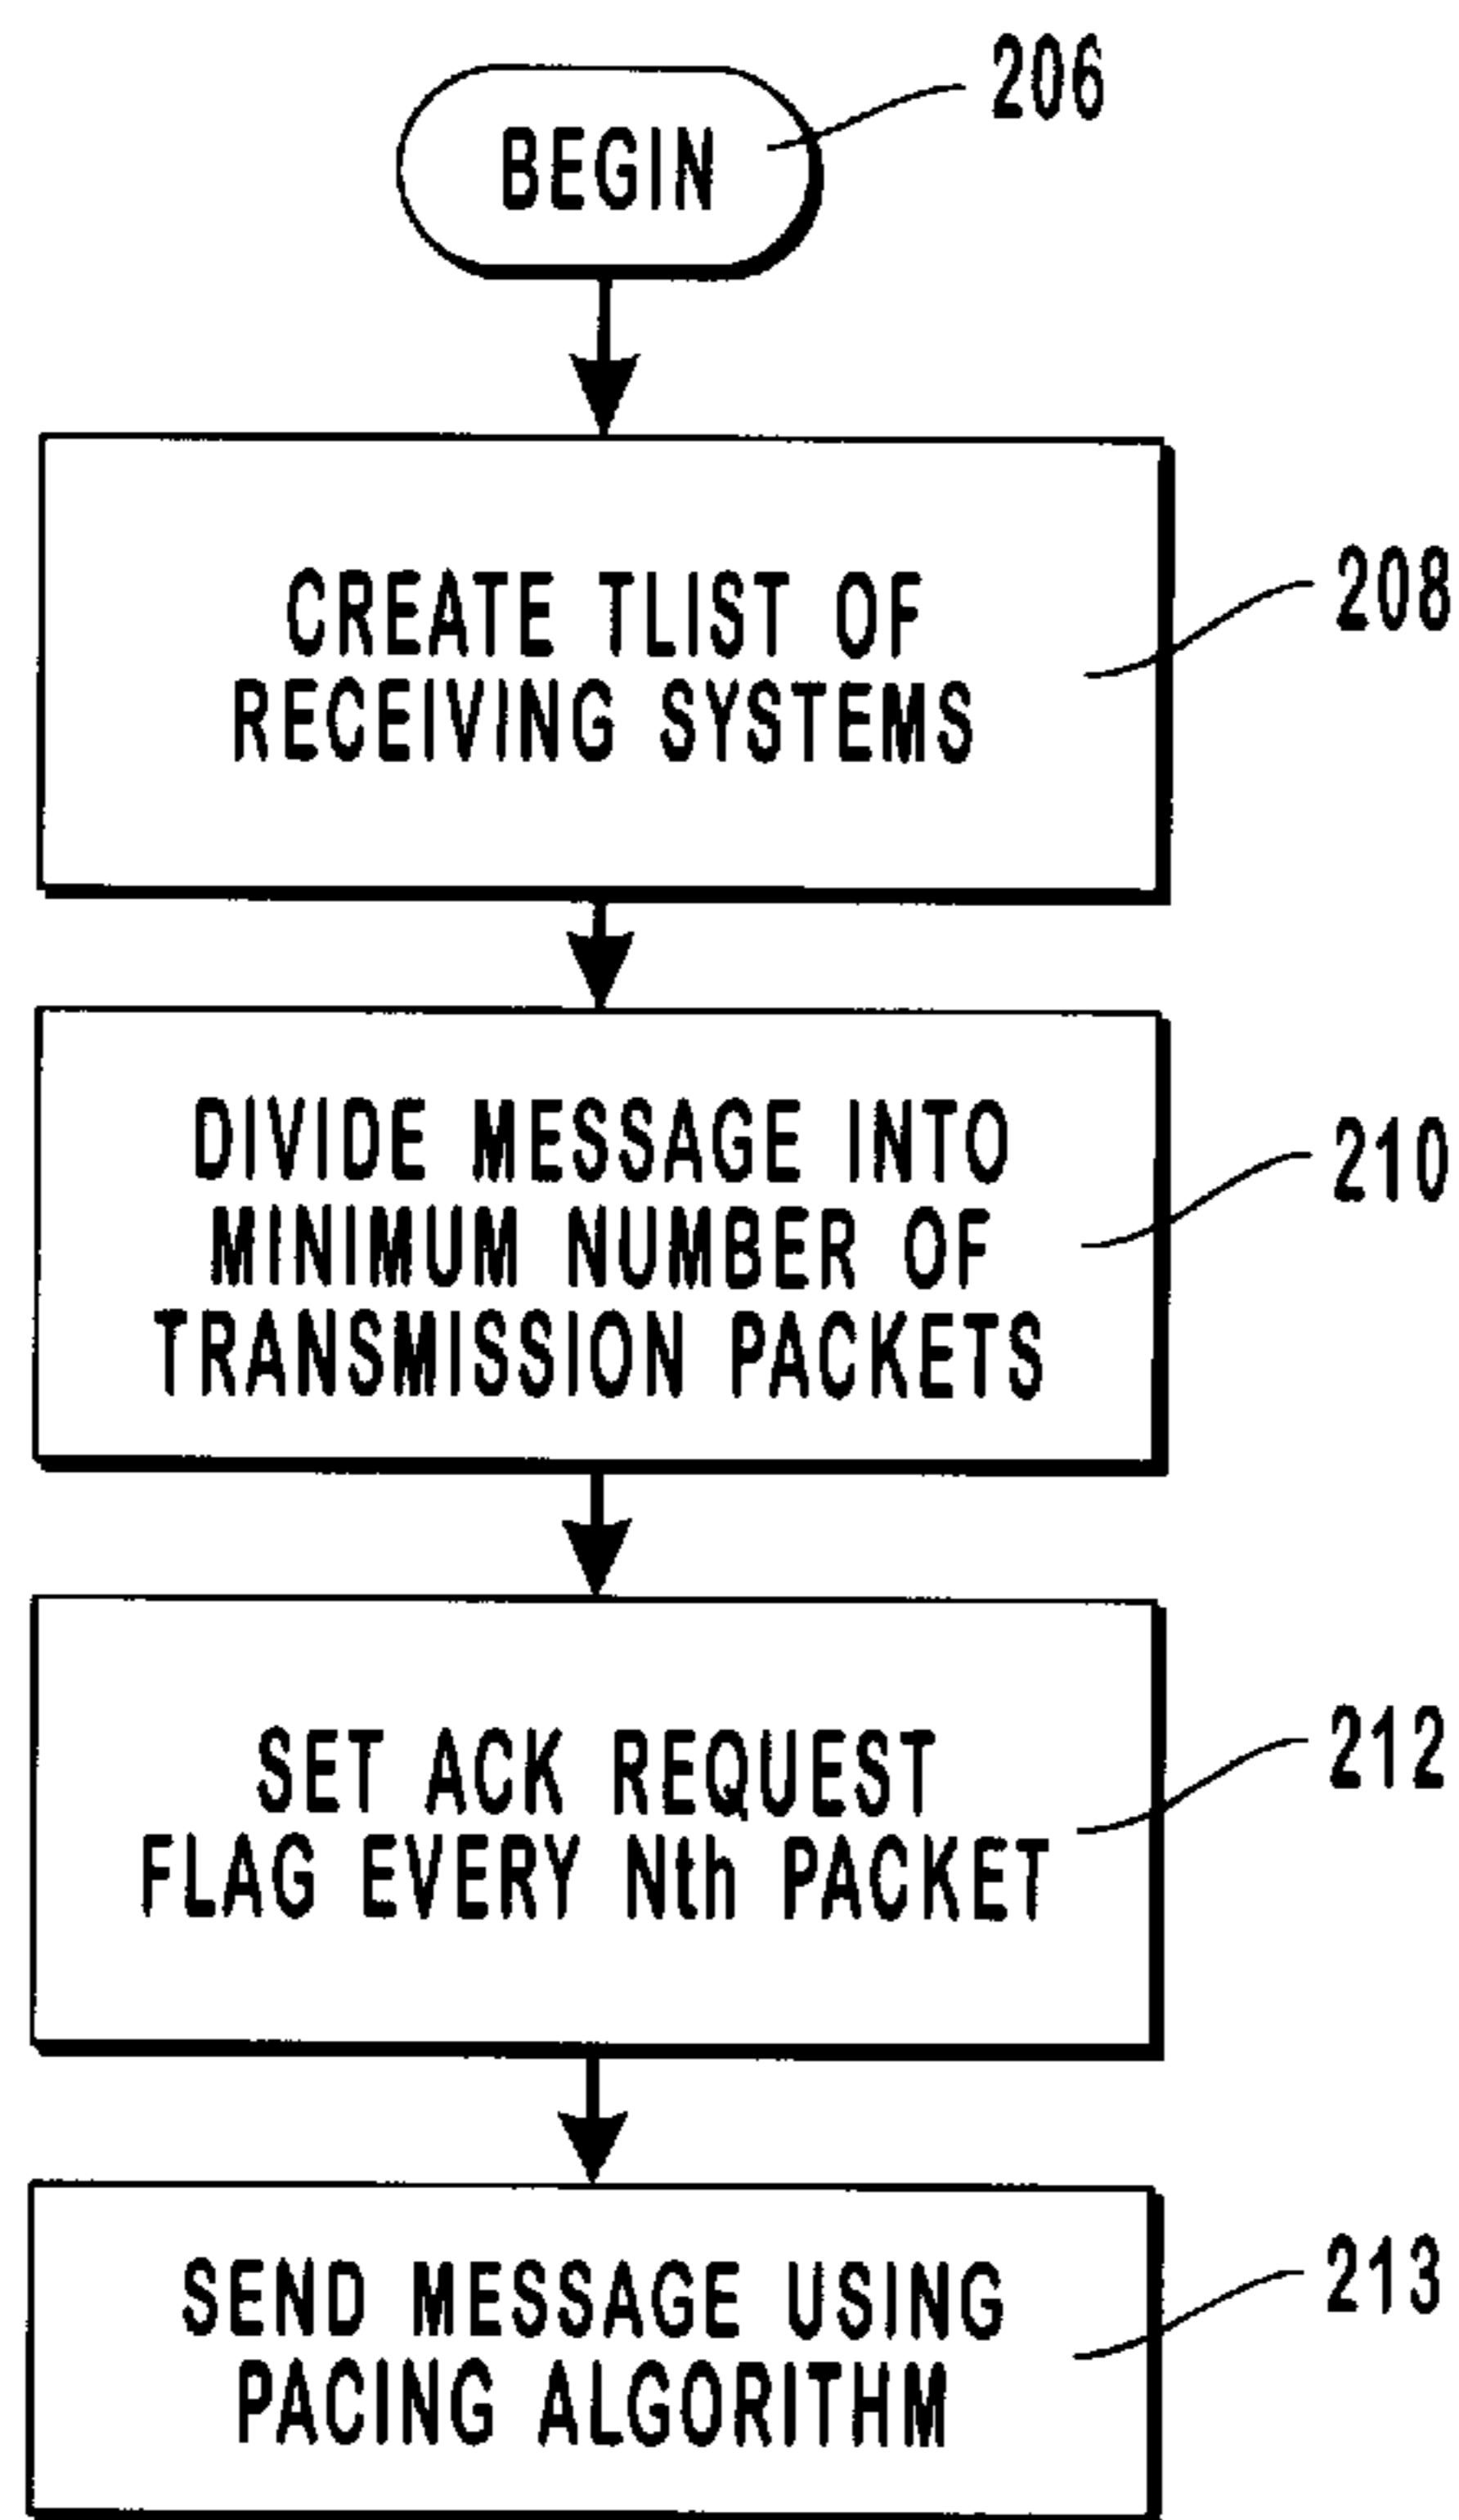 206
BEGIN
208
CREATE TLIST OF
RECEIVING SYSTEMS
210
DIVIDE MESSAGE INTO
MINIMUM NUMBER OF
TRANSMISSION PACKETS
212
SET ACK REQUEST
FLAG EVERY Nth PACKET
213
SEND MESSAGE USING
PACING ALGORITHM